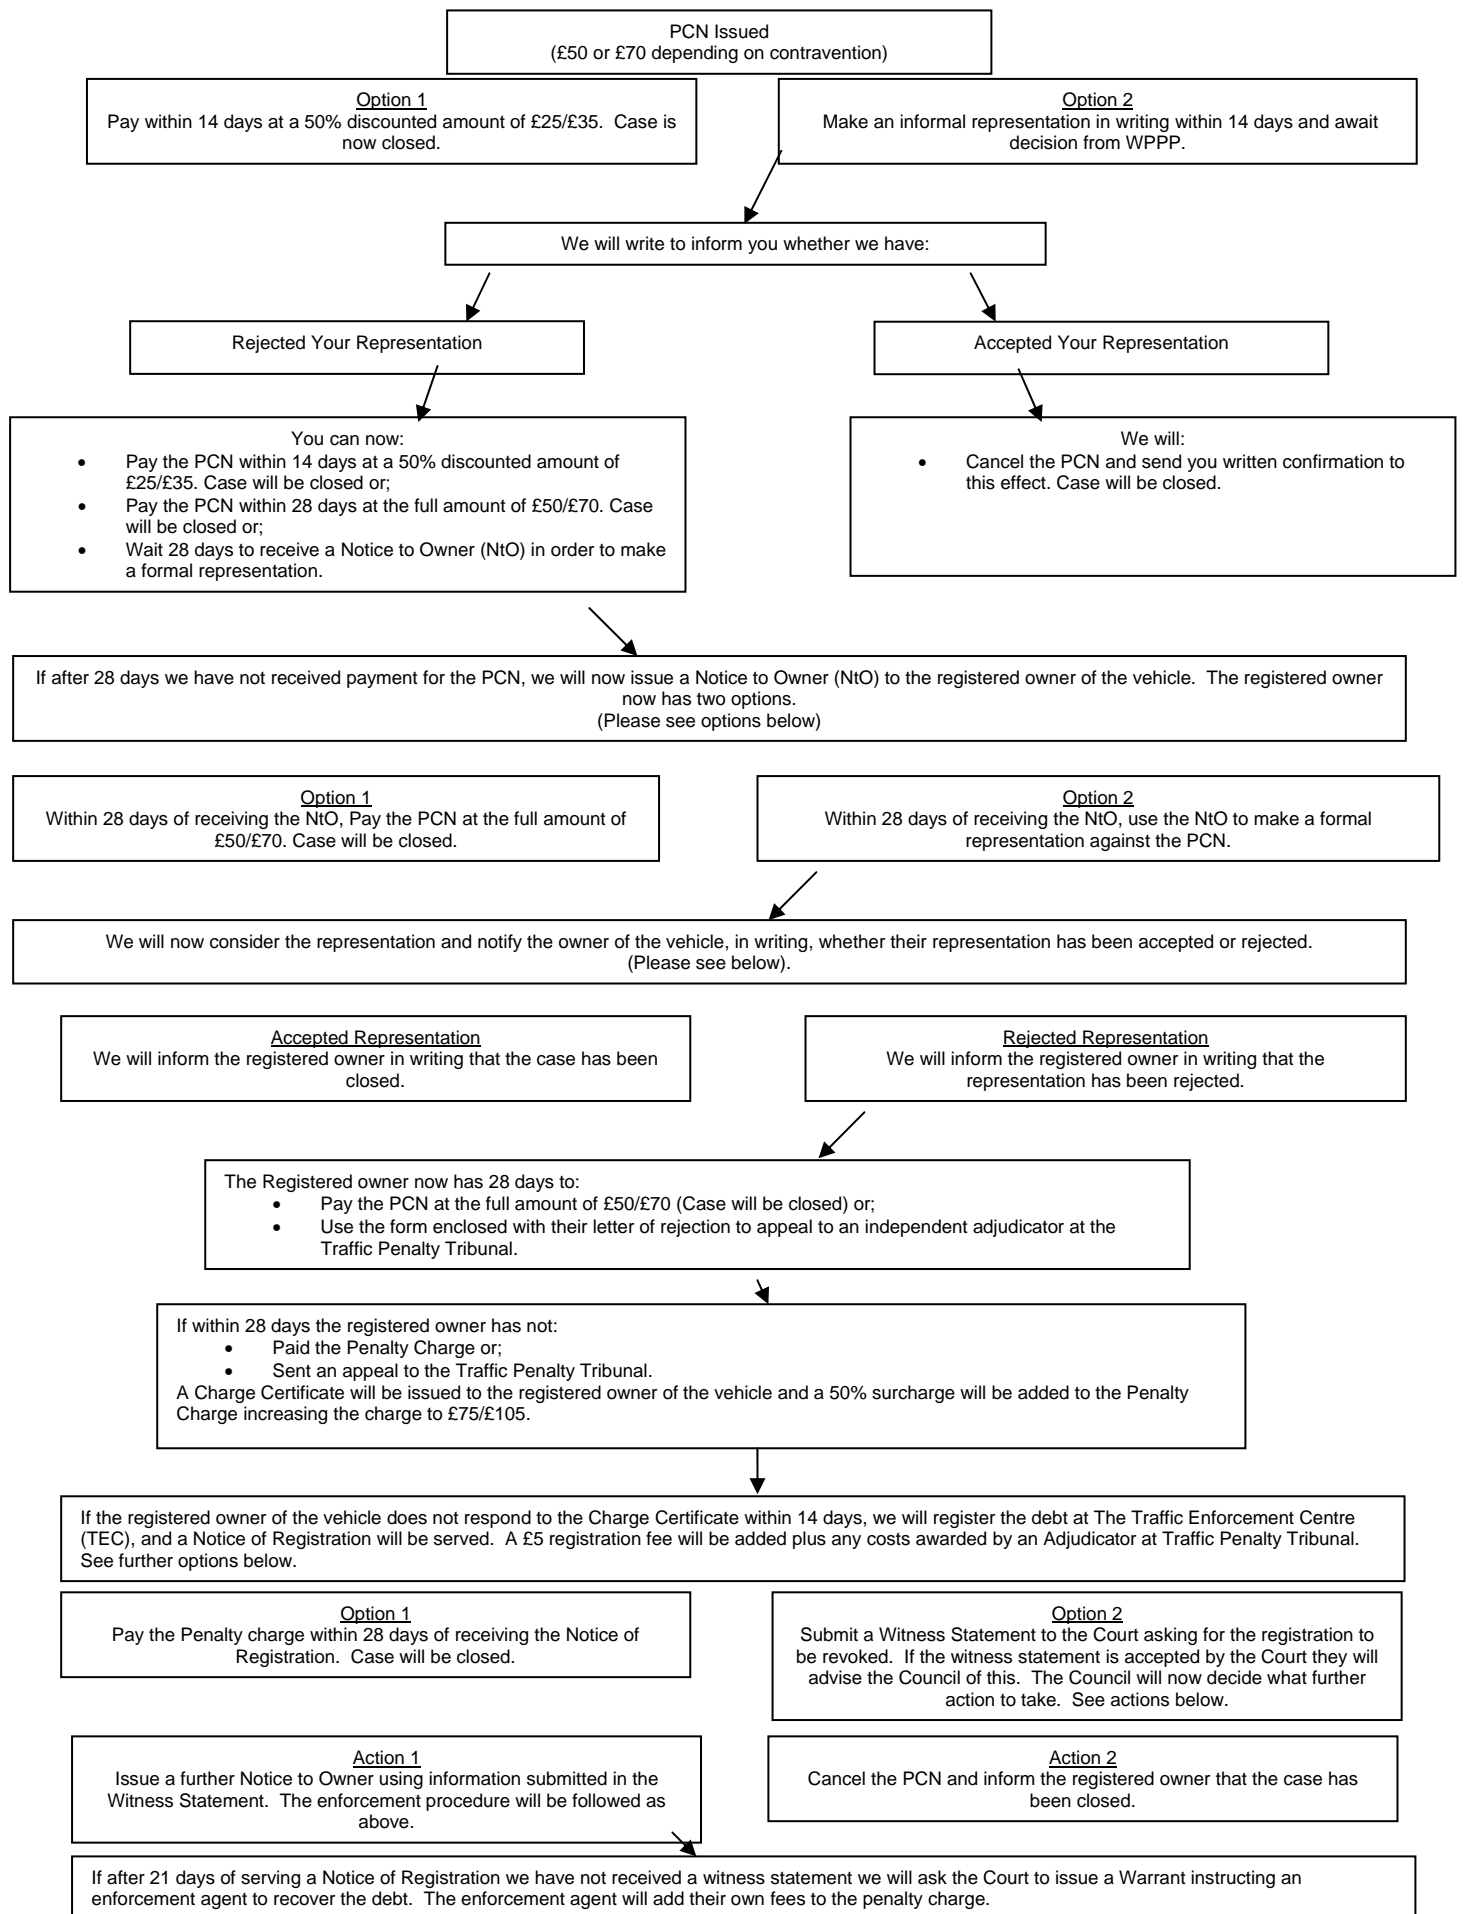 PCN Issued
(£50 or £70 depending on contravention)
Option 1
Pay within 14 days at a 50% discounted amount of £25/£35.  Case is
now closed.
Option 2
Make an informal representation in writing within 14 days and await
decision from WPPP.
We will write to inform you whether we have:
Rejected Your Representation
Accepted Your Representation
You can now:
• Pay the PCN within 14 days at a 50% discounted amount of
£25/£35. Case will be closed or;
• Pay the PCN within 28 days at the full amount of £50/£70. Case
will be closed or;
• Wait 28 days to receive a Notice to Owner (NtO) in order to make
a formal representation.
We will:
• Cancel the PCN and send you written confirmation to
this effect. Case will be closed.
If after 28 days we have not received payment for the PCN, we will now issue a Notice to Owner (NtO) to the registered owner of the vehicle.  The registered owner
now has two options.
(Please see options below)
Option 1
Within 28 days of receiving the NtO, Pay the PCN at the full amount of
£50/£70. Case will be closed.
Option 2
Within 28 days of receiving the NtO, use the NtO to make a formal
representation against the PCN.
We will now consider the representation and notify the owner of the vehicle, in writing, whether their representation has been accepted or rejected.
(Please see below).
Accepted Representation
We will inform the registered owner in writing that the case has been
closed.
Rejected Representation
We will inform the registered owner in writing that the
representation has been rejected.
The Registered owner now has 28 days to:
• Pay the PCN at the full amount of £50/£70 (Case will be closed) or;
• Use the form enclosed with their letter of rejection to appeal to an independent adjudicator at the
Traffic Penalty Tribunal.
If within 28 days the registered owner has not:
• Paid the Penalty Charge or;
• Sent an appeal to the Traffic Penalty Tribunal.
A Charge Certificate will be issued to the registered owner of the vehicle and a 50% surcharge will be added to the Penalty
Charge increasing the charge to £75/£105.
If the registered owner of the vehicle does not respond to the Charge Certificate within 14 days, we will register the debt at The Traffic Enforcement Centre
(TEC), and a Notice of Registration will be served.  A £5 registration fee will be added plus any costs awarded by an Adjudicator at Traffic Penalty Tribunal.
See further options below.
Option 1
Pay the Penalty charge within 28 days of receiving the Notice of
Registration.  Case will be closed.
Option 2
Submit a Witness Statement to the Court asking for the registration to
be revoked.  If the witness statement is accepted by the Court they will
advise the Council of this.  The Council will now decide what further
action to take.  See actions below.
Action 1
Issue a further Notice to Owner using information submitted in the
Witness Statement.  The enforcement procedure will be followed as
above.
Action 2
Cancel the PCN and inform the registered owner that the case has
been closed.
If after 21 days of serving a Notice of Registration we have not received a witness statement we will ask the Court to issue a Warrant instructing an
enforcement agent to recover the debt.  The enforcement agent will add their own fees to the penalty charge.